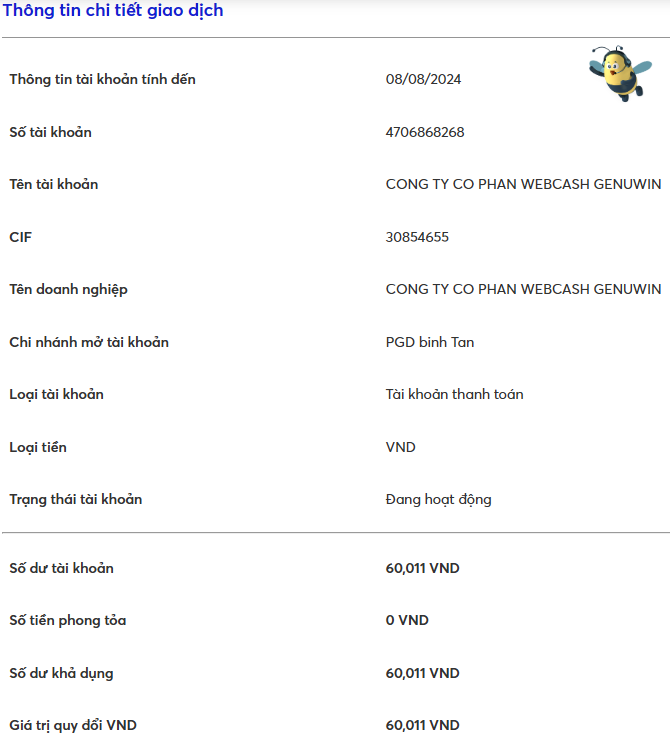 Thông tin chi tiết giao dịch
Thông tin tài khoản tính đến 08/08/2024
Số tài khoản 4706868268
Tên tài khoản CONG TY CO PHAN WEBCASH GENUWIN
CIF 30854655
Tên doanh nghiệp CONG TY CO PHAN WEBCASH GENUWIN
Chi nhánh mở tài khoản PGD binh Tan
Loại tài khoản Tài khoản thanh toán
Loại tiền VND
Trạng thái tài khoản Đang hoạt động
Số dư tài khoản 60,011 VND
Số tiền phong tỏa 0 VND
Số dư khả dụng 60,011 VND
Giá trị quy đổi VND 60,011 VND